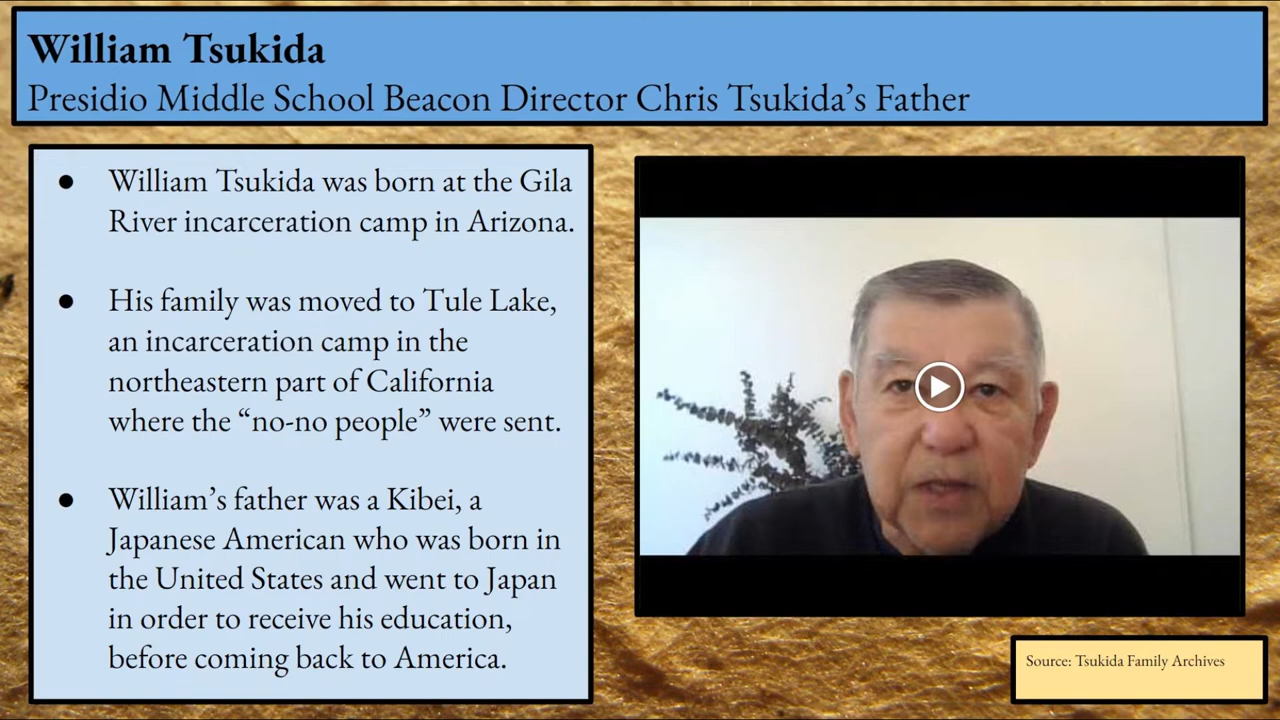 William Tsukida
Presidio Middle School Beacon Director Chris Tsukida’s Father
● William Tsukida was born at the Gila
River incarceration camp in Arizona.
● His family was moved to Tule Lake,
an incarceration camp in the
northeastern part of California
where the “no-no people” were sent.
● William’s father was a Kibei, a
Japanese American who was born in
the United States and went to Japan
in order to receive his education,
before coming back to America.
Source: Tsukida Family Archives